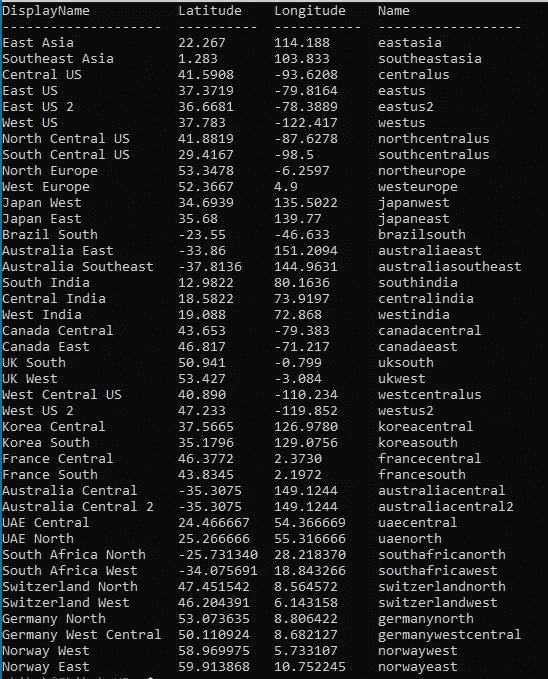 DisplayName Latitude Longitude Name
------------------- ---------- ----------- ------------------
East Asia 22.267 114.188 eastasia
Southeast Asia 1.283 103.833 southeastasia
Central US 41.5908 -93.6208 centralus
East US 37.3719 -79.8164 eastus
East US 2 36.6681 -78.3889 eastus2
West US 37.783 -122.417 westus
North Central US 41.8819 -87.6278 northcentralus
South Central US 29.4167 -98.5 southcentralus
North Europe 53.3478 -6.2597 northeurope
West Europe 52.3667 4.9 westeurope
Japan West 34.6939 135.5022 japanwest
Japan East 35.68 139.77 japaneast
Brazil South -23.55 -46.633 brazilsouth
Australia East -33.86 151.2094 australiaeast
Australia Southeast -37.8136 144.9631 australiasoutheast
South India 12.9822 80.1636 southindia
Central India 18.5822 73.9197 centralindia
West India 19.088 72.868 westindia
Canada Central 43.653 -79.383 canadacentral
Canada East 46.817 -71.217 canadaeast
UK South 50.941 -0.799 uksouth
UK West 53.427 -3.084 ukwest
West Central US 40.890 -110.234 westcentralus
West US 2 47.233 -119.852 westus2
Korea Central 37.5665 126.9780 koreacentral
Korea South 35.1796 129.0756 koreasouth
France Central 46.3772 2.3730 francecentral
France South 43.8345 2.1972 francesouth
Australia Central -35.3075 149.1244 australiacentral
Australia Central 2 -35.3075 149.1244 australiacentral2
UAE Central 24.466667 54.366669 uaecentral
UAE North 25.266666 55.316666 uaenorth
South Africa North -25.731340 28.218370 southafricanorth
South Africa West -34.075691 18.843266 southafricawest
Switzerland North 47.451542 8.564572 switzerlandnorth
Switzerland West 46.204391 6.143158 switzerlandwest
Germany North 53.073635 8.806422 germanynorth
Germany West Central 50.110924 8.682127 germanywestcentral
Norway West 58.969975 5.733107 norwaywest
Norway East 59.913868 10.752245 norwayeast